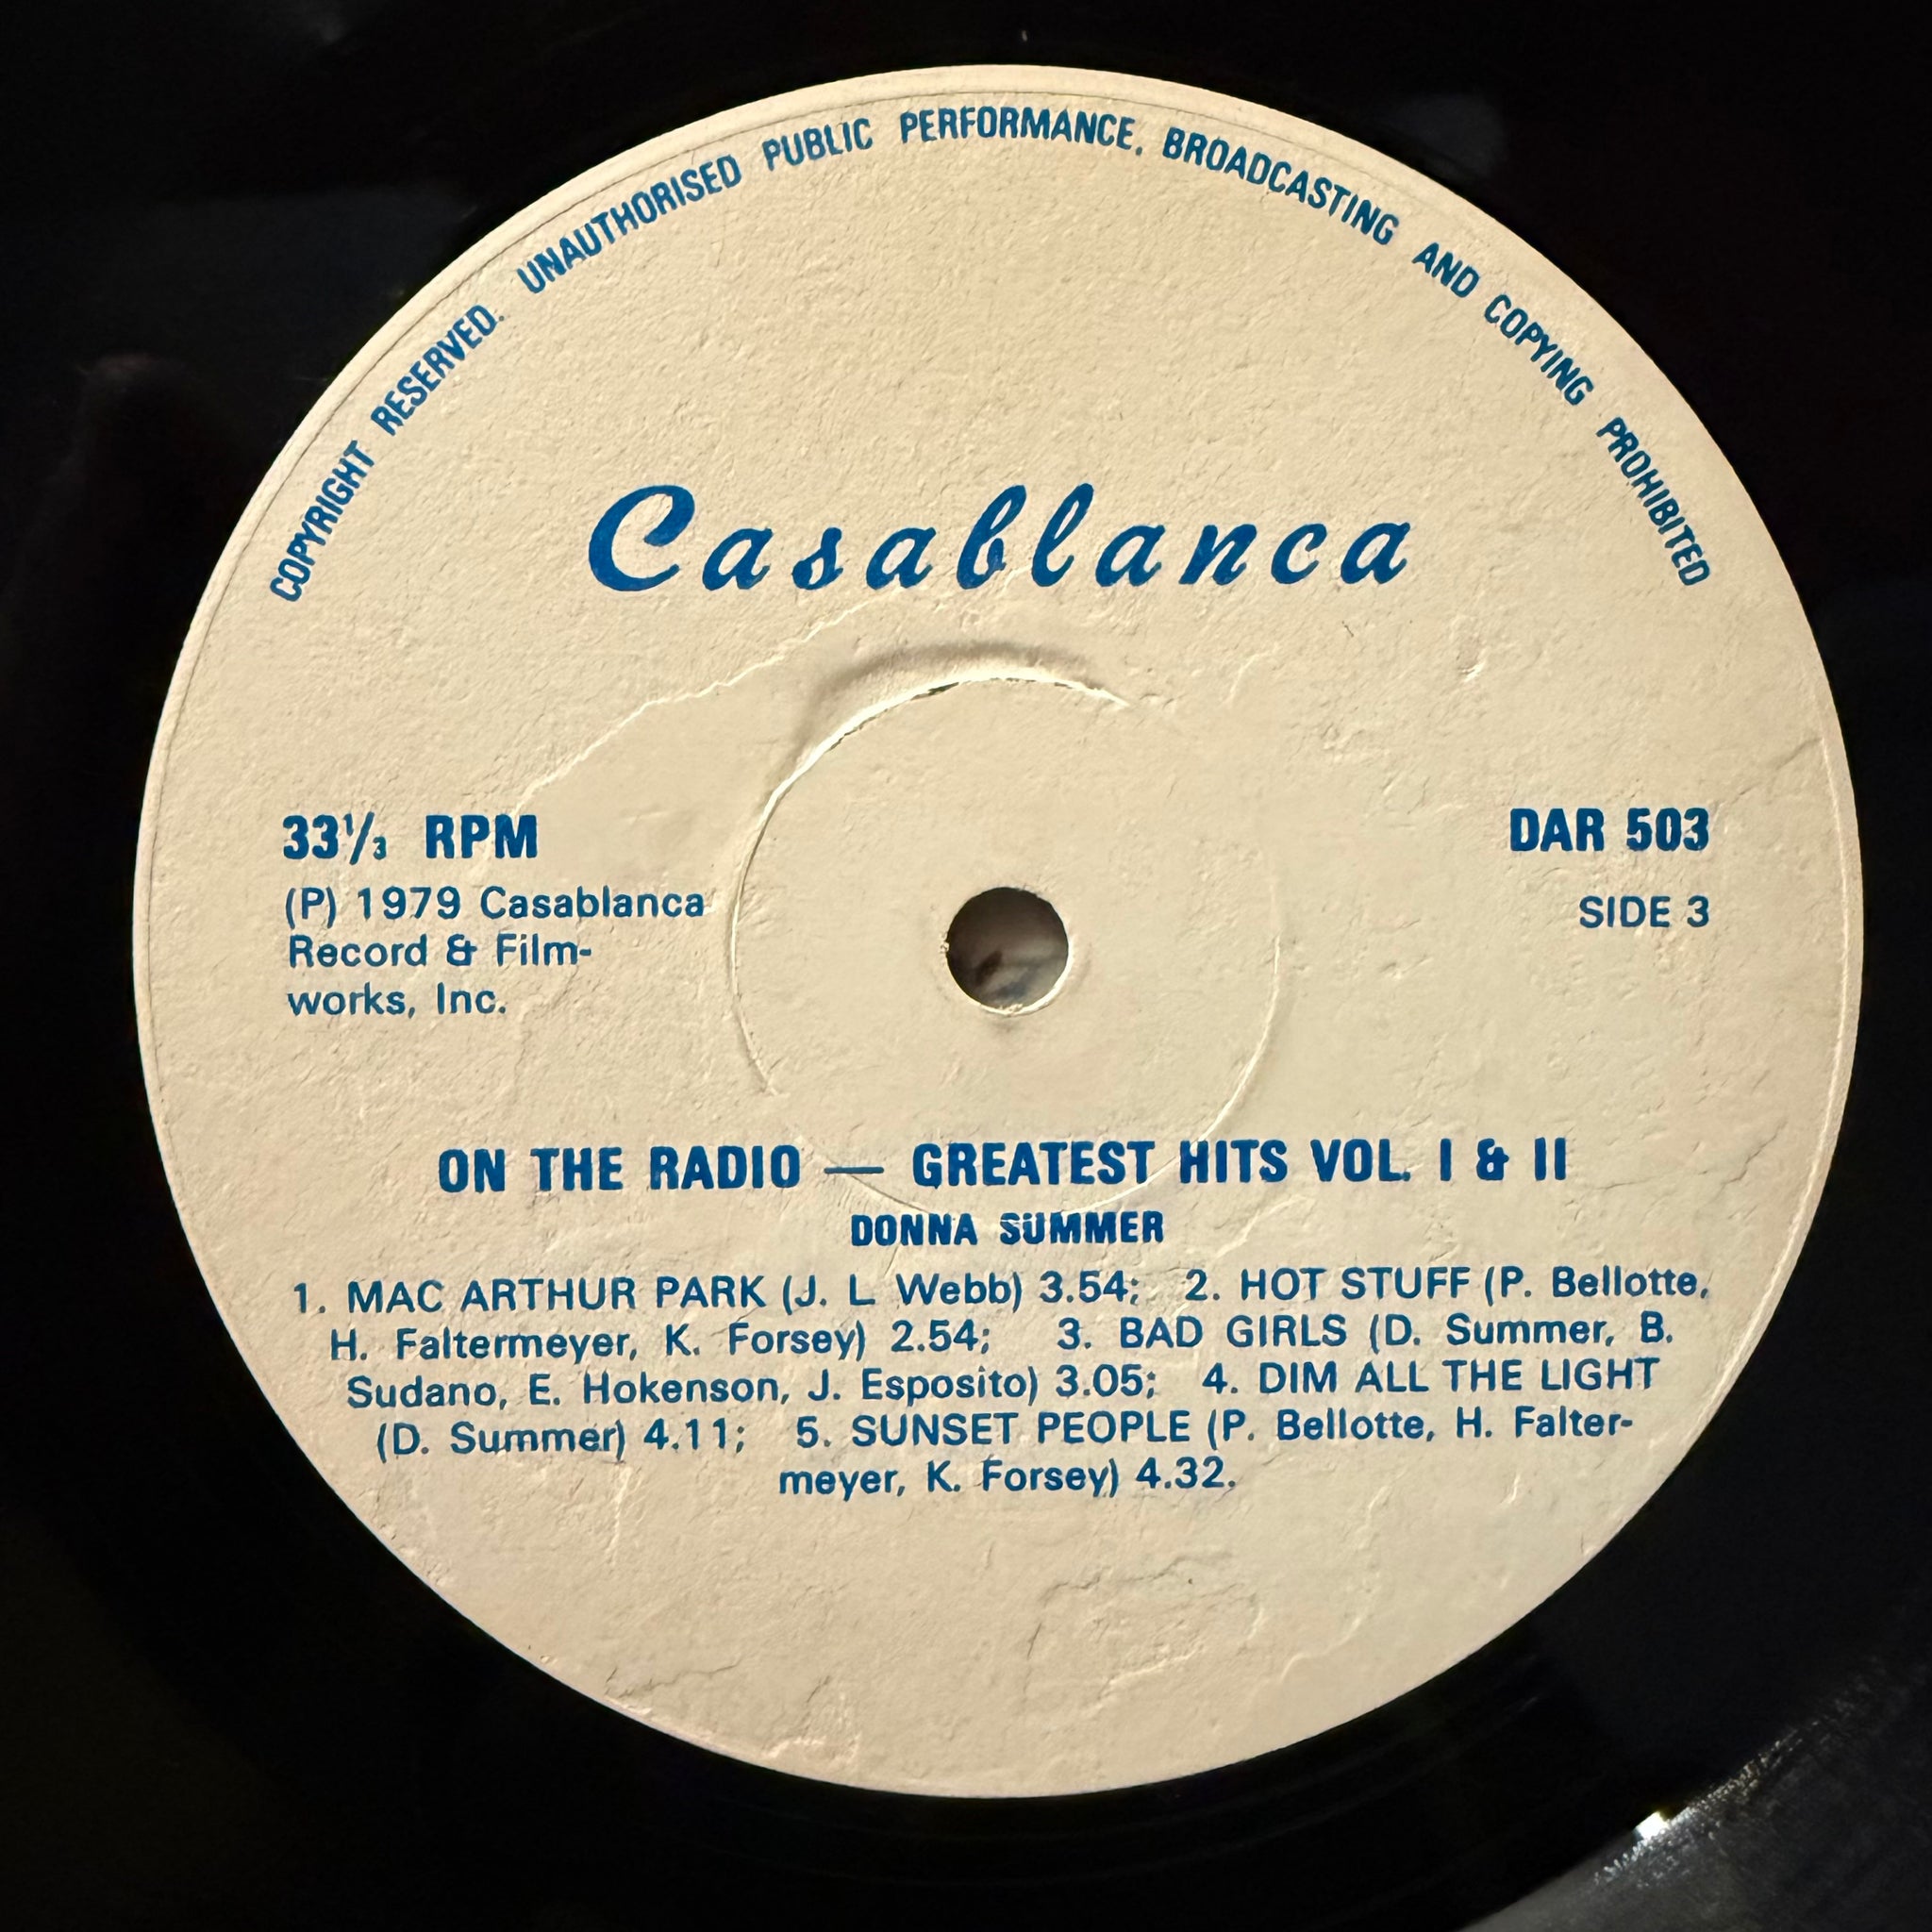 COPYRIGHT RESERVED. UNAUTHORISED PUBLIC PERFORMANCE, BROADCASTING AND COPYING PROHIBITED
Casablanca
33⅓ RPM
(P) 1979 Casablanca
Record & Film-
works, Inc.
DAR 503
SIDE 3
ON THE RADIO — GREATEST HITS VOL. I & II
DONNA SUMMER
1. MAC ARTHUR PARK (J. L Webb) 3.54; 2. HOT STUFF (P. Bellotte,
H. Faltermeyer, K. Forsey) 2.54; 3. BAD GIRLS (D. Summer, B.
Sudano, E. Hokenson, J. Esposito) 3.05; 4. DIM ALL THE LIGHT
(D. Summer) 4.11; 5. SUNSET PEOPLE (P. Bellotte, H. Falter-
meyer, K. Forsey) 4.32.